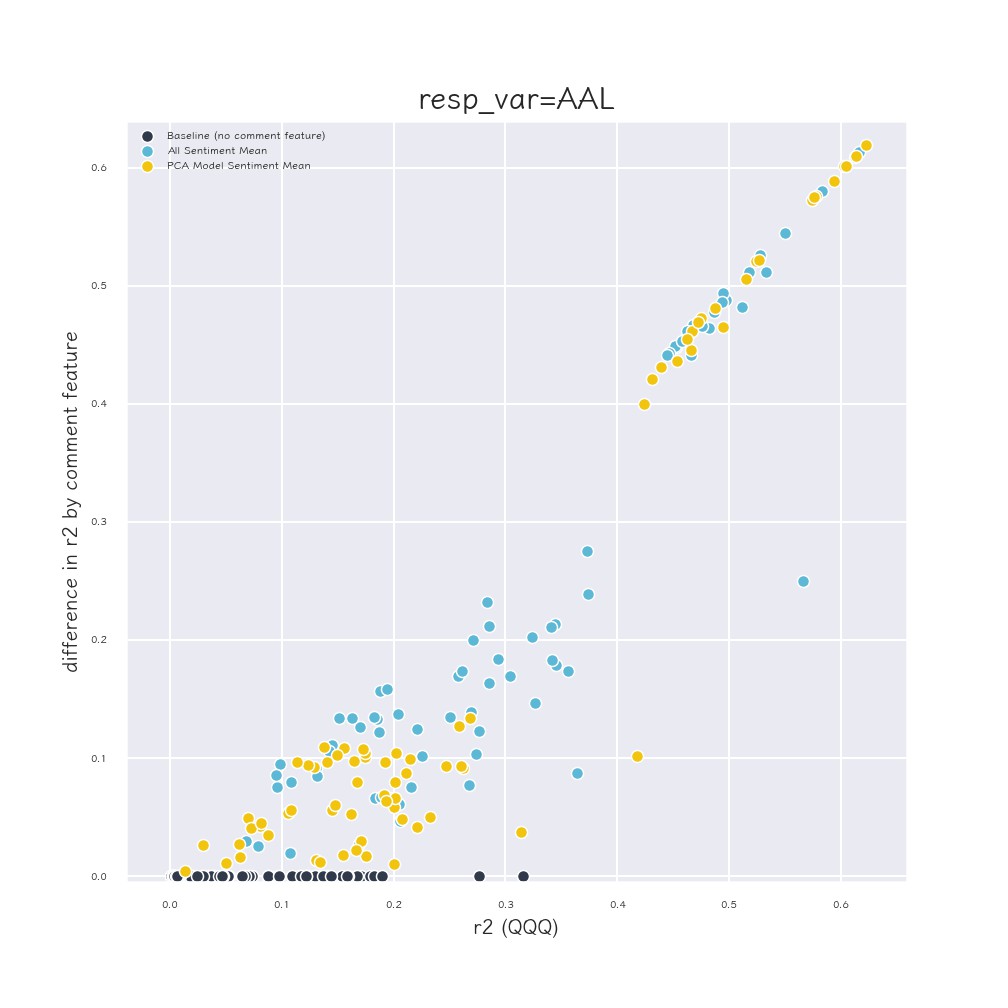 resp_var=AAL
Baseline (no comment feature)
All Sentiment Mean
PCA Model Sentiment Mean
difference in r2 by comment feature
0.6
0.5
0.4
0.3
0.2
0.1
0.0
0.0 0.1 0.2 0.3 0.4 0.5 0.6
r2 (QQQ)